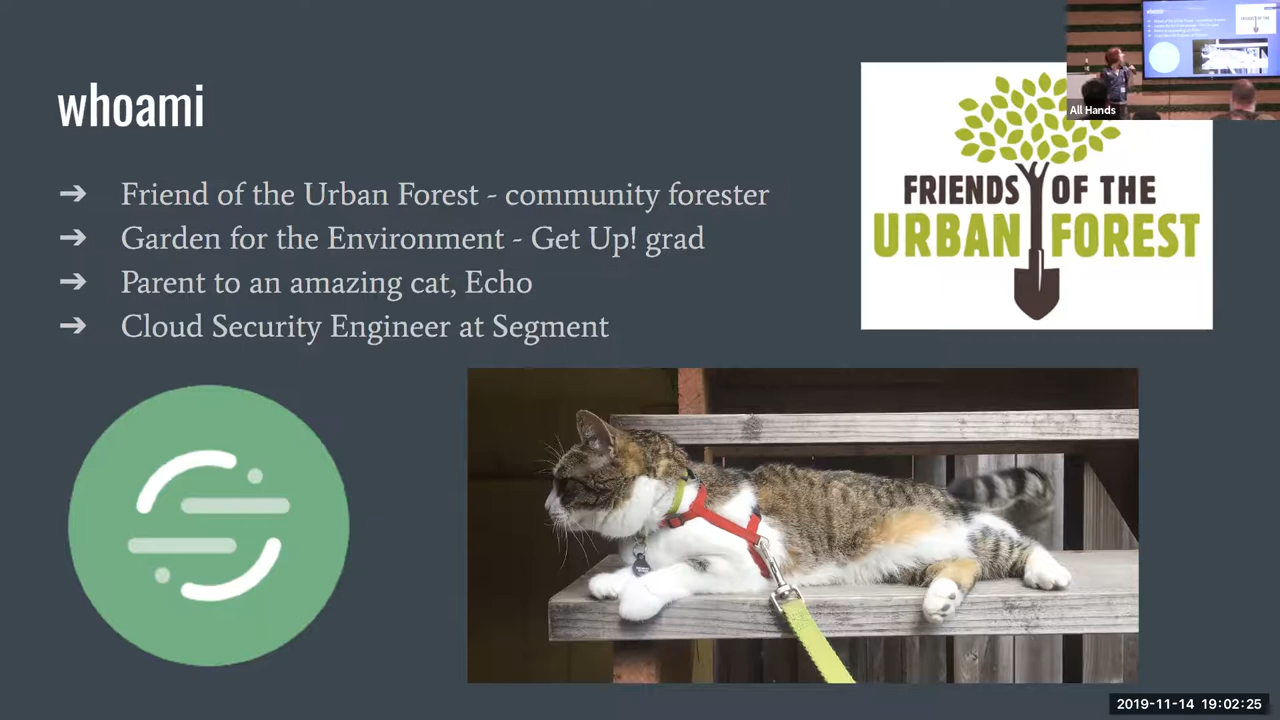 whoami
➔ Friend of the Urban Forest - community forester
➔ Garden for the Environment - Get Up! grad
➔ Parent to an amazing cat, Echo
➔ Cloud Security Engineer at Segment
FRIENDS OF THE
URBAN FOREST
All Hands
2019-11-14 19:02:25